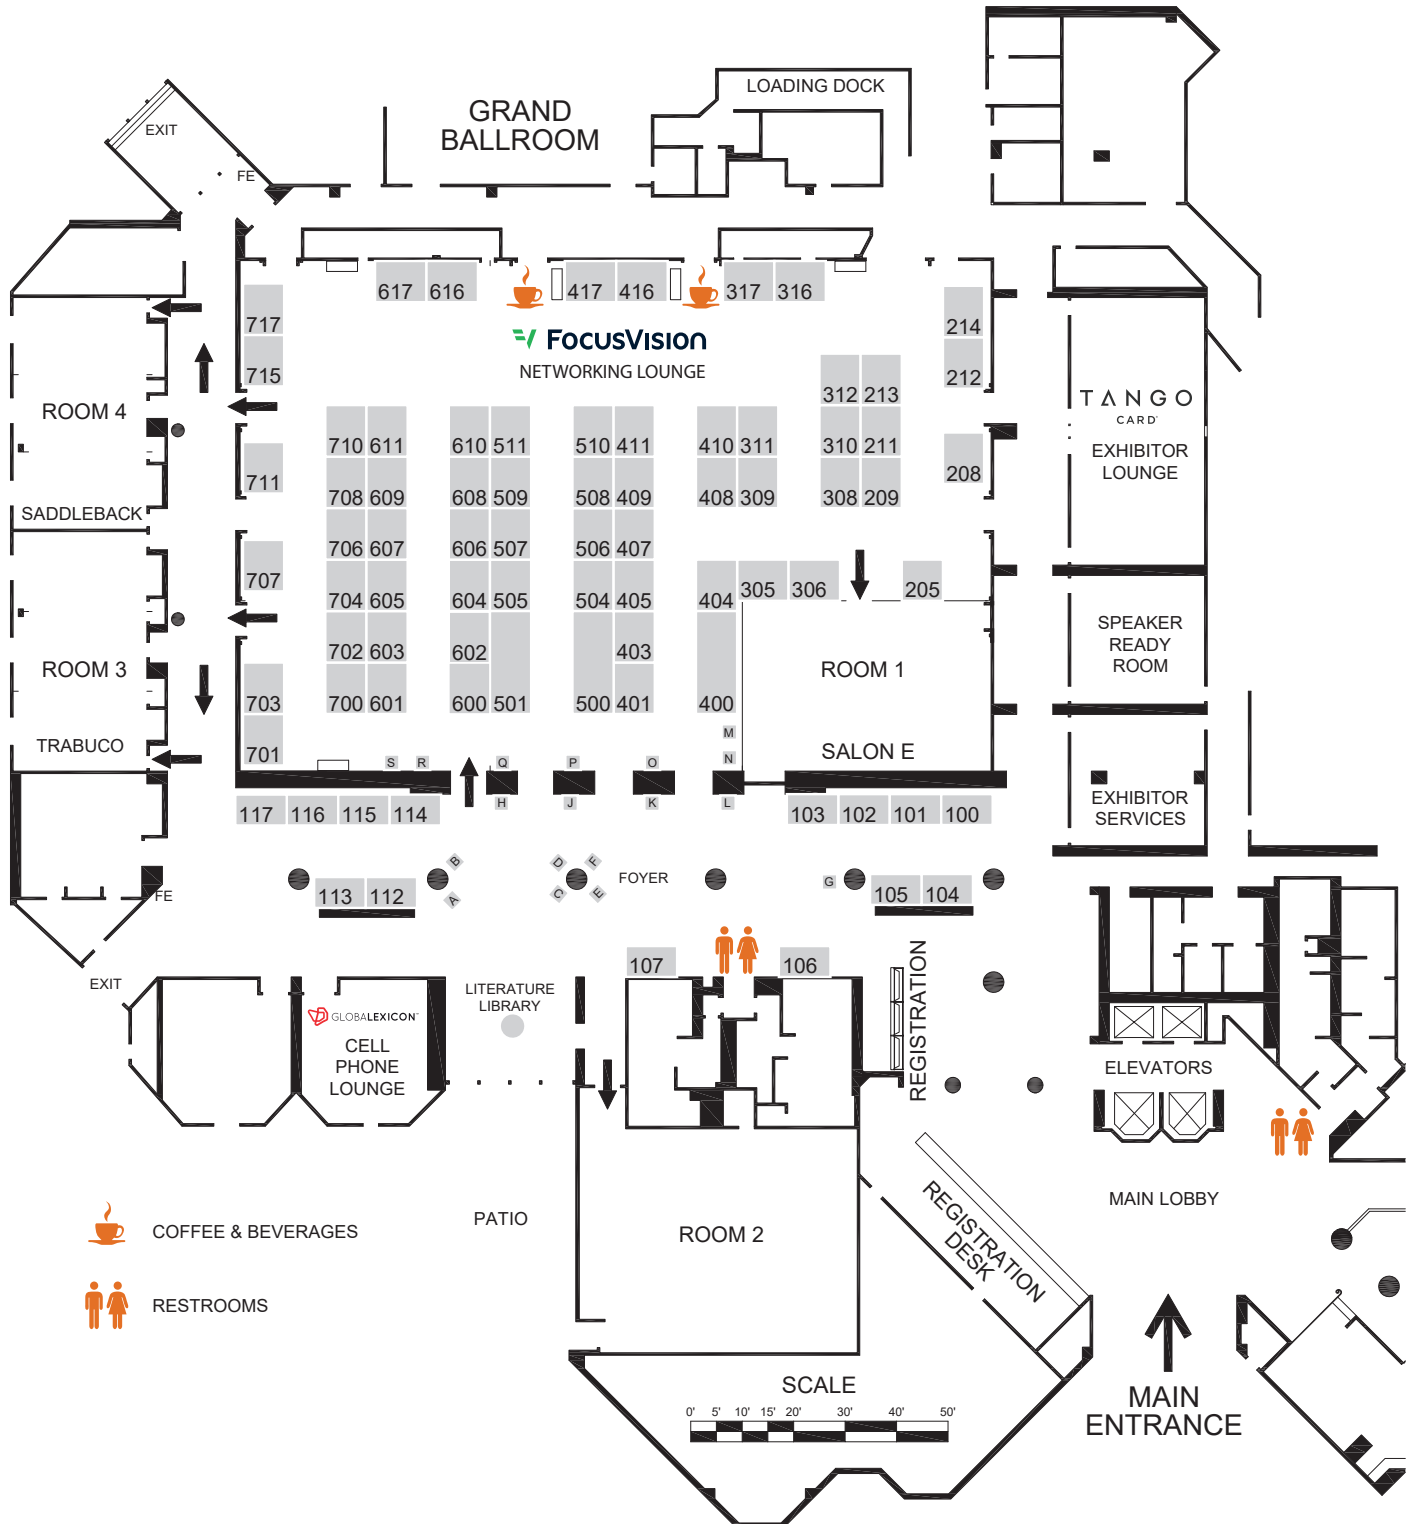 LOADING DOCK
GRAND
BALLROOM
EXIT
FE
617 616 417 416 317 316
717
214
FocusVision
NETWORKING LOUNGE
715
212
312 213
TANGO
CARD
ROOM 4
EXHIBITOR
LOUNGE
710 611 610 511 510 411 410 311 310 211
711
208
708 609 608 509 508 409 408 309 308 209
SADDLEBACK
706 607 606 507 506 407
707
305 306 205
704 605 604 505 504 405 404
SPEAKER
READY
ROOM
702 603 602 403
ROOM 3
ROOM 1
703 700 601 600 501 500 401 400
M
TRABUCO
701
SALON E
N
S R Q P O
H J K L
EXHIBITOR
SERVICES
117 116 115 114
103 102 101 100
B D F
FOYER
G
A C E
113 112
105 104
FE
107 106
EXIT
LITERATURE
LIBRARY
REGISTRATION
GLOBALEXICON
CELL
PHONE
LOUNGE
ELEVATORS
MAIN LOBBY
PATIO
COFFEE & BEVERAGES
ROOM 2
REGISTRATION
DESK
RESTROOMS
SCALE
0' 5' 10' 15' 20' 30' 40' 50'
MAIN
ENTRANCE